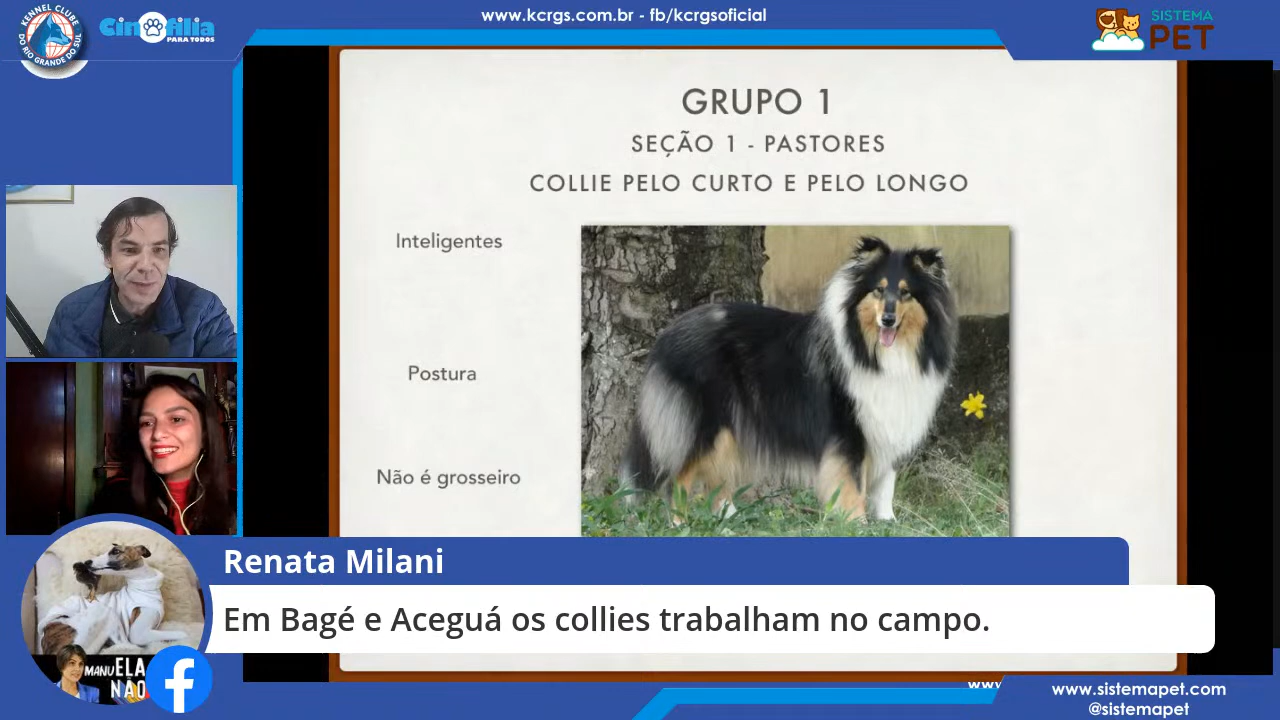 www.kcrgs.com.br - fb/kcrgsoficial
KENNEL CLUBE
DO RIO GRANDE DO SUL
Cinofilia
PARA TODOS
SISTEMA
PET
GRUPO 1
SEÇÃO 1 - PASTORES
COLLIE PELO CURTO E PELO LONGO
Inteligentes
Postura
Não é grosseiro
Renata Milani
Em Bagé e Aceguá os collies trabalham no campo.
MANUELA
NÃO
www.sistemapet.com
@sistemapet